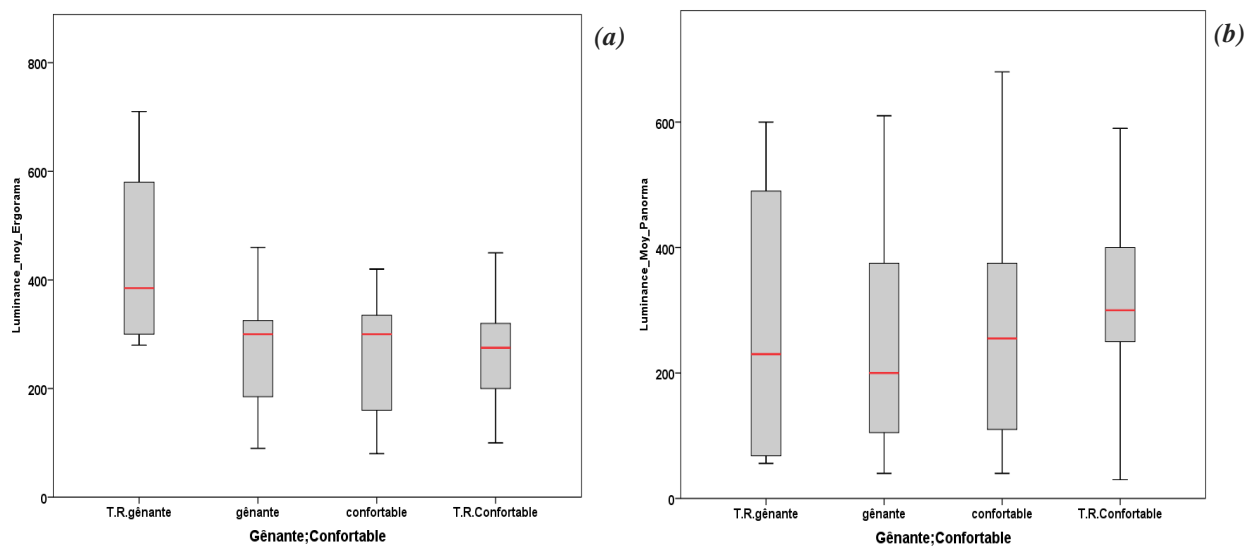 (a)
Luminance_moy_Ergorama
800
600
400
200
0
T.R.gênante gênante confortable T.R.Confortable
Gênante;Confortable
(b)
Luminance_Moy_Panorma
600
400
200
0
T.R.gênante gênante confortable T.R.Confortable
Gênante;Confortable